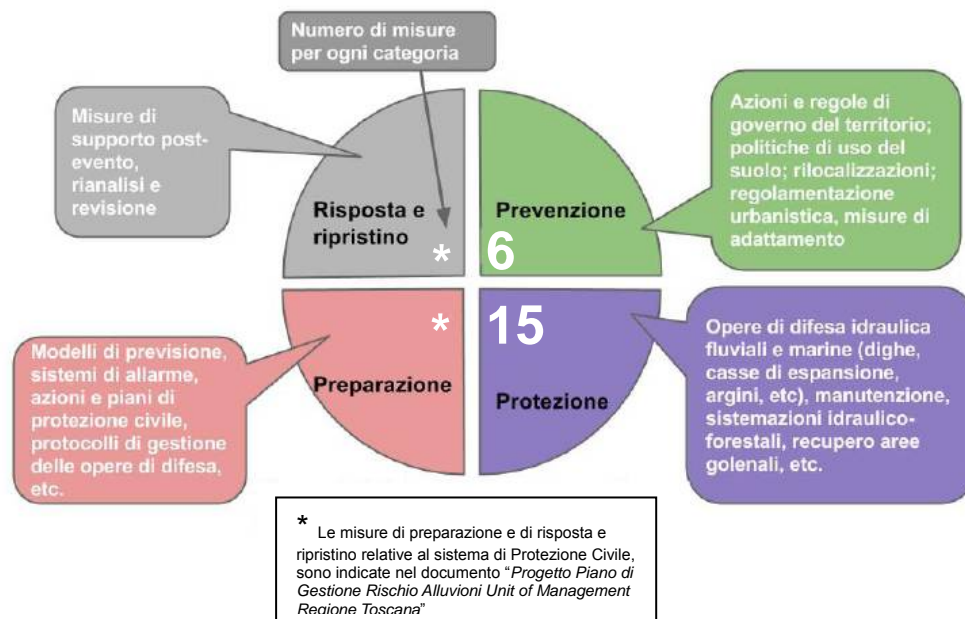 Numero di misure
per ogni categoria
Misure di
supporto post-
evento,
rianalisi e
revisione
Risposta e
ripristino
*
Prevenzione
6
Azioni e regole di
governo del territorio;
politiche di uso del
suolo; rilocalizzazioni;
regolamentazione
urbanistica, misure di
adattamento
Modelli di previsione,
sistemi di allarme,
azioni e piani di
protezione civile,
protocolli di gestione
delle opere di difesa,
etc.
*
Preparazione
15
Protezione
Opere di difesa idraulica
fluviali e marine (dighe,
casse di espansione,
argini, etc), manutenzione,
sistemazioni idraulico-
forestali, recupero aree
golenali, etc.
* Le misure di preparazione e di risposta e
ripristino relative al sistema di Protezione Civile,
sono indicate nel documento “Progetto Piano di
Gestione Rischio Alluvioni Unit of Management
Regione Toscana”